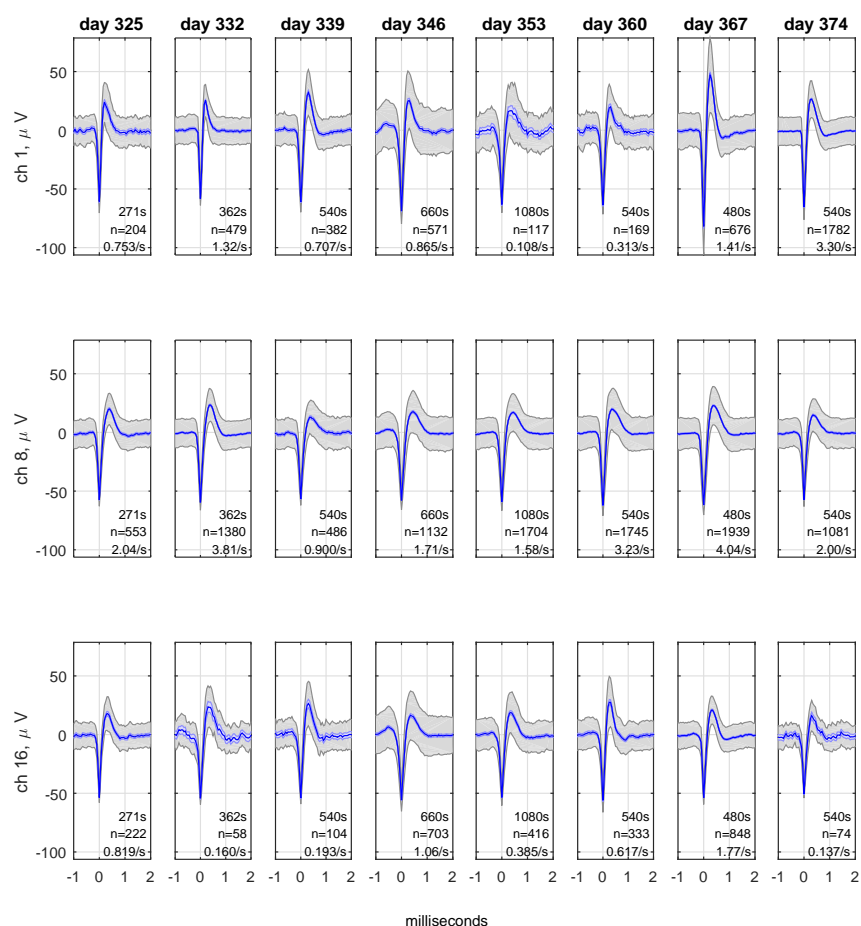 day 325 day 332 day 339 day 346 day 353 day 360 day 367 day 374
ch 1, μ V
50
0
-50
-100
271s 362s 540s 660s 1080s 540s 480s 540s
n=204 n=479 n=382 n=571 n=117 n=169 n=676 n=1782
0.753/s 1.32/s 0.707/s 0.865/s 0.108/s 0.313/s 1.41/s 3.30/s
ch 8, μ V
50
0
-50
-100
271s 362s 540s 660s 1080s 540s 480s 540s
n=553 n=1380 n=486 n=1132 n=1704 n=1745 n=1939 n=1081
2.04/s 3.81/s 0.900/s 1.71/s 1.58/s 3.23/s 4.04/s 2.00/s
ch 16, μ V
50
0
-50
-100
271s 362s 540s 660s 1080s 540s 480s 540s
n=222 n=58 n=104 n=703 n=416 n=333 n=848 n=74
0.819/s 0.160/s 0.193/s 1.06/s 0.385/s 0.617/s 1.77/s 0.137/s
-1 0 1 2 -1 0 1 2 -1 0 1 2 -1 0 1 2 -1 0 1 2 -1 0 1 2 -1 0 1 2 -1 0 1 2
milliseconds